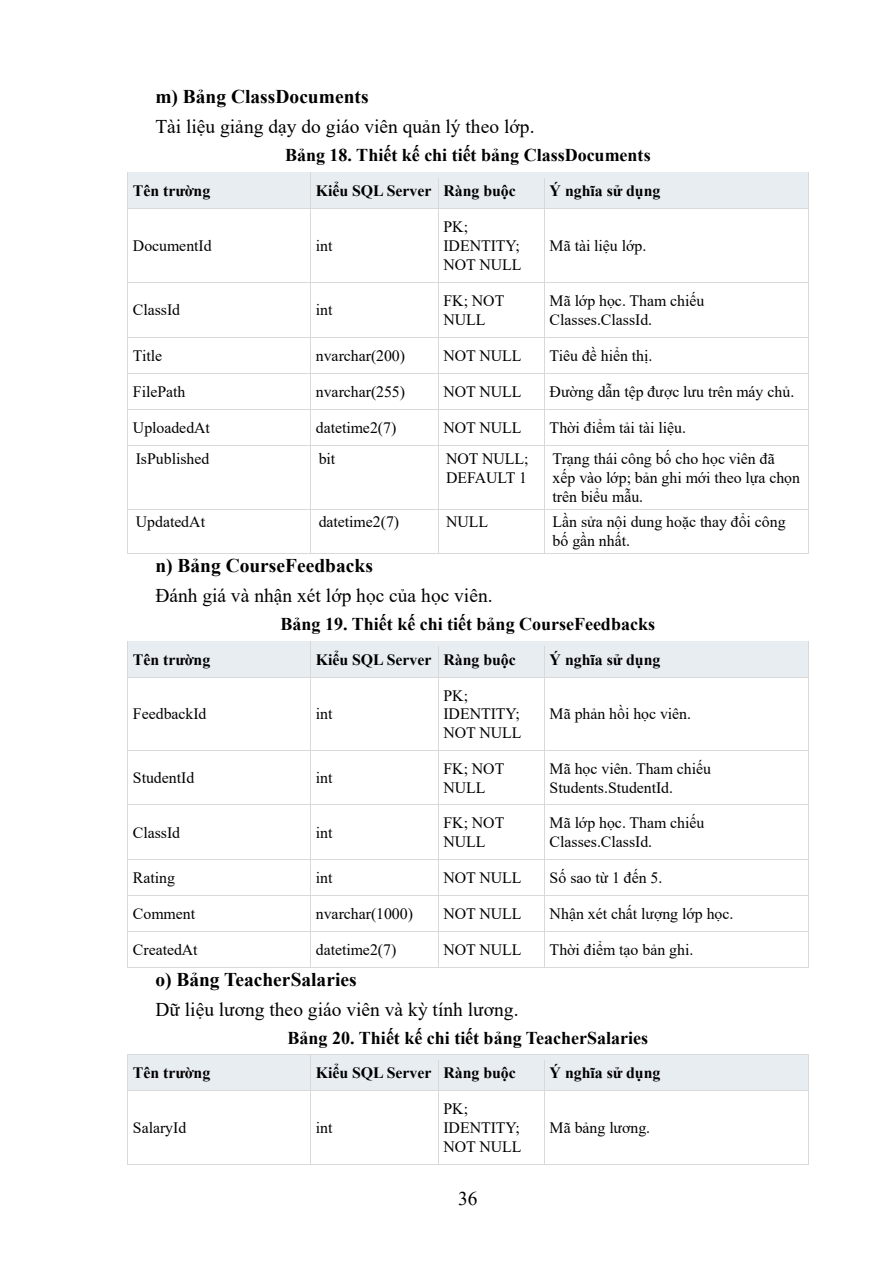 m) Bảng ClassDocuments
Tài liệu giảng dạy do giáo viên quản lý theo lớp.
Bảng 18. Thiết kế chi tiết bảng ClassDocuments
Tên trường Kiểu SQL Server Ràng buộc Ý nghĩa sử dụng
PK;
DocumentId int IDENTITY; Mã tài liệu lớp.
NOT NULL
ClassId int FK; NOT Mã lớp học. Tham chiếu
NULL Classes.ClassId.
Title nvarchar(200) NOT NULL Tiêu đề hiển thị.
FilePath nvarchar(255) NOT NULL Đường dẫn tệp được lưu trên máy chủ.
UploadedAt datetime2(7) NOT NULL Thời điểm tải tài liệu.
IsPublished bit NOT NULL; Trạng thái công bố cho học viên đã
DEFAULT 1 xếp vào lớp; bản ghi mới theo lựa chọn
trên biểu mẫu.
UpdatedAt datetime2(7) NULL Lần sửa nội dung hoặc thay đổi công
bố gần nhất.
n) Bảng CourseFeedbacks
Đánh giá và nhận xét lớp học của học viên.
Bảng 19. Thiết kế chi tiết bảng CourseFeedbacks
Tên trường Kiểu SQL Server Ràng buộc Ý nghĩa sử dụng
PK;
FeedbackId int IDENTITY; Mã phản hồi học viên.
NOT NULL
StudentId int FK; NOT Mã học viên. Tham chiếu
NULL Students.StudentId.
ClassId int FK; NOT Mã lớp học. Tham chiếu
NULL Classes.ClassId.
Rating int NOT NULL Số sao từ 1 đến 5.
Comment nvarchar(1000) NOT NULL Nhận xét chất lượng lớp học.
CreatedAt datetime2(7) NOT NULL Thời điểm tạo bản ghi.
o) Bảng TeacherSalaries
Dữ liệu lương theo giáo viên và kỳ tính lương.
Bảng 20. Thiết kế chi tiết bảng TeacherSalaries
Tên trường Kiểu SQL Server Ràng buộc Ý nghĩa sử dụng
PK;
SalaryId int IDENTITY; Mã bảng lương.
NOT NULL
36